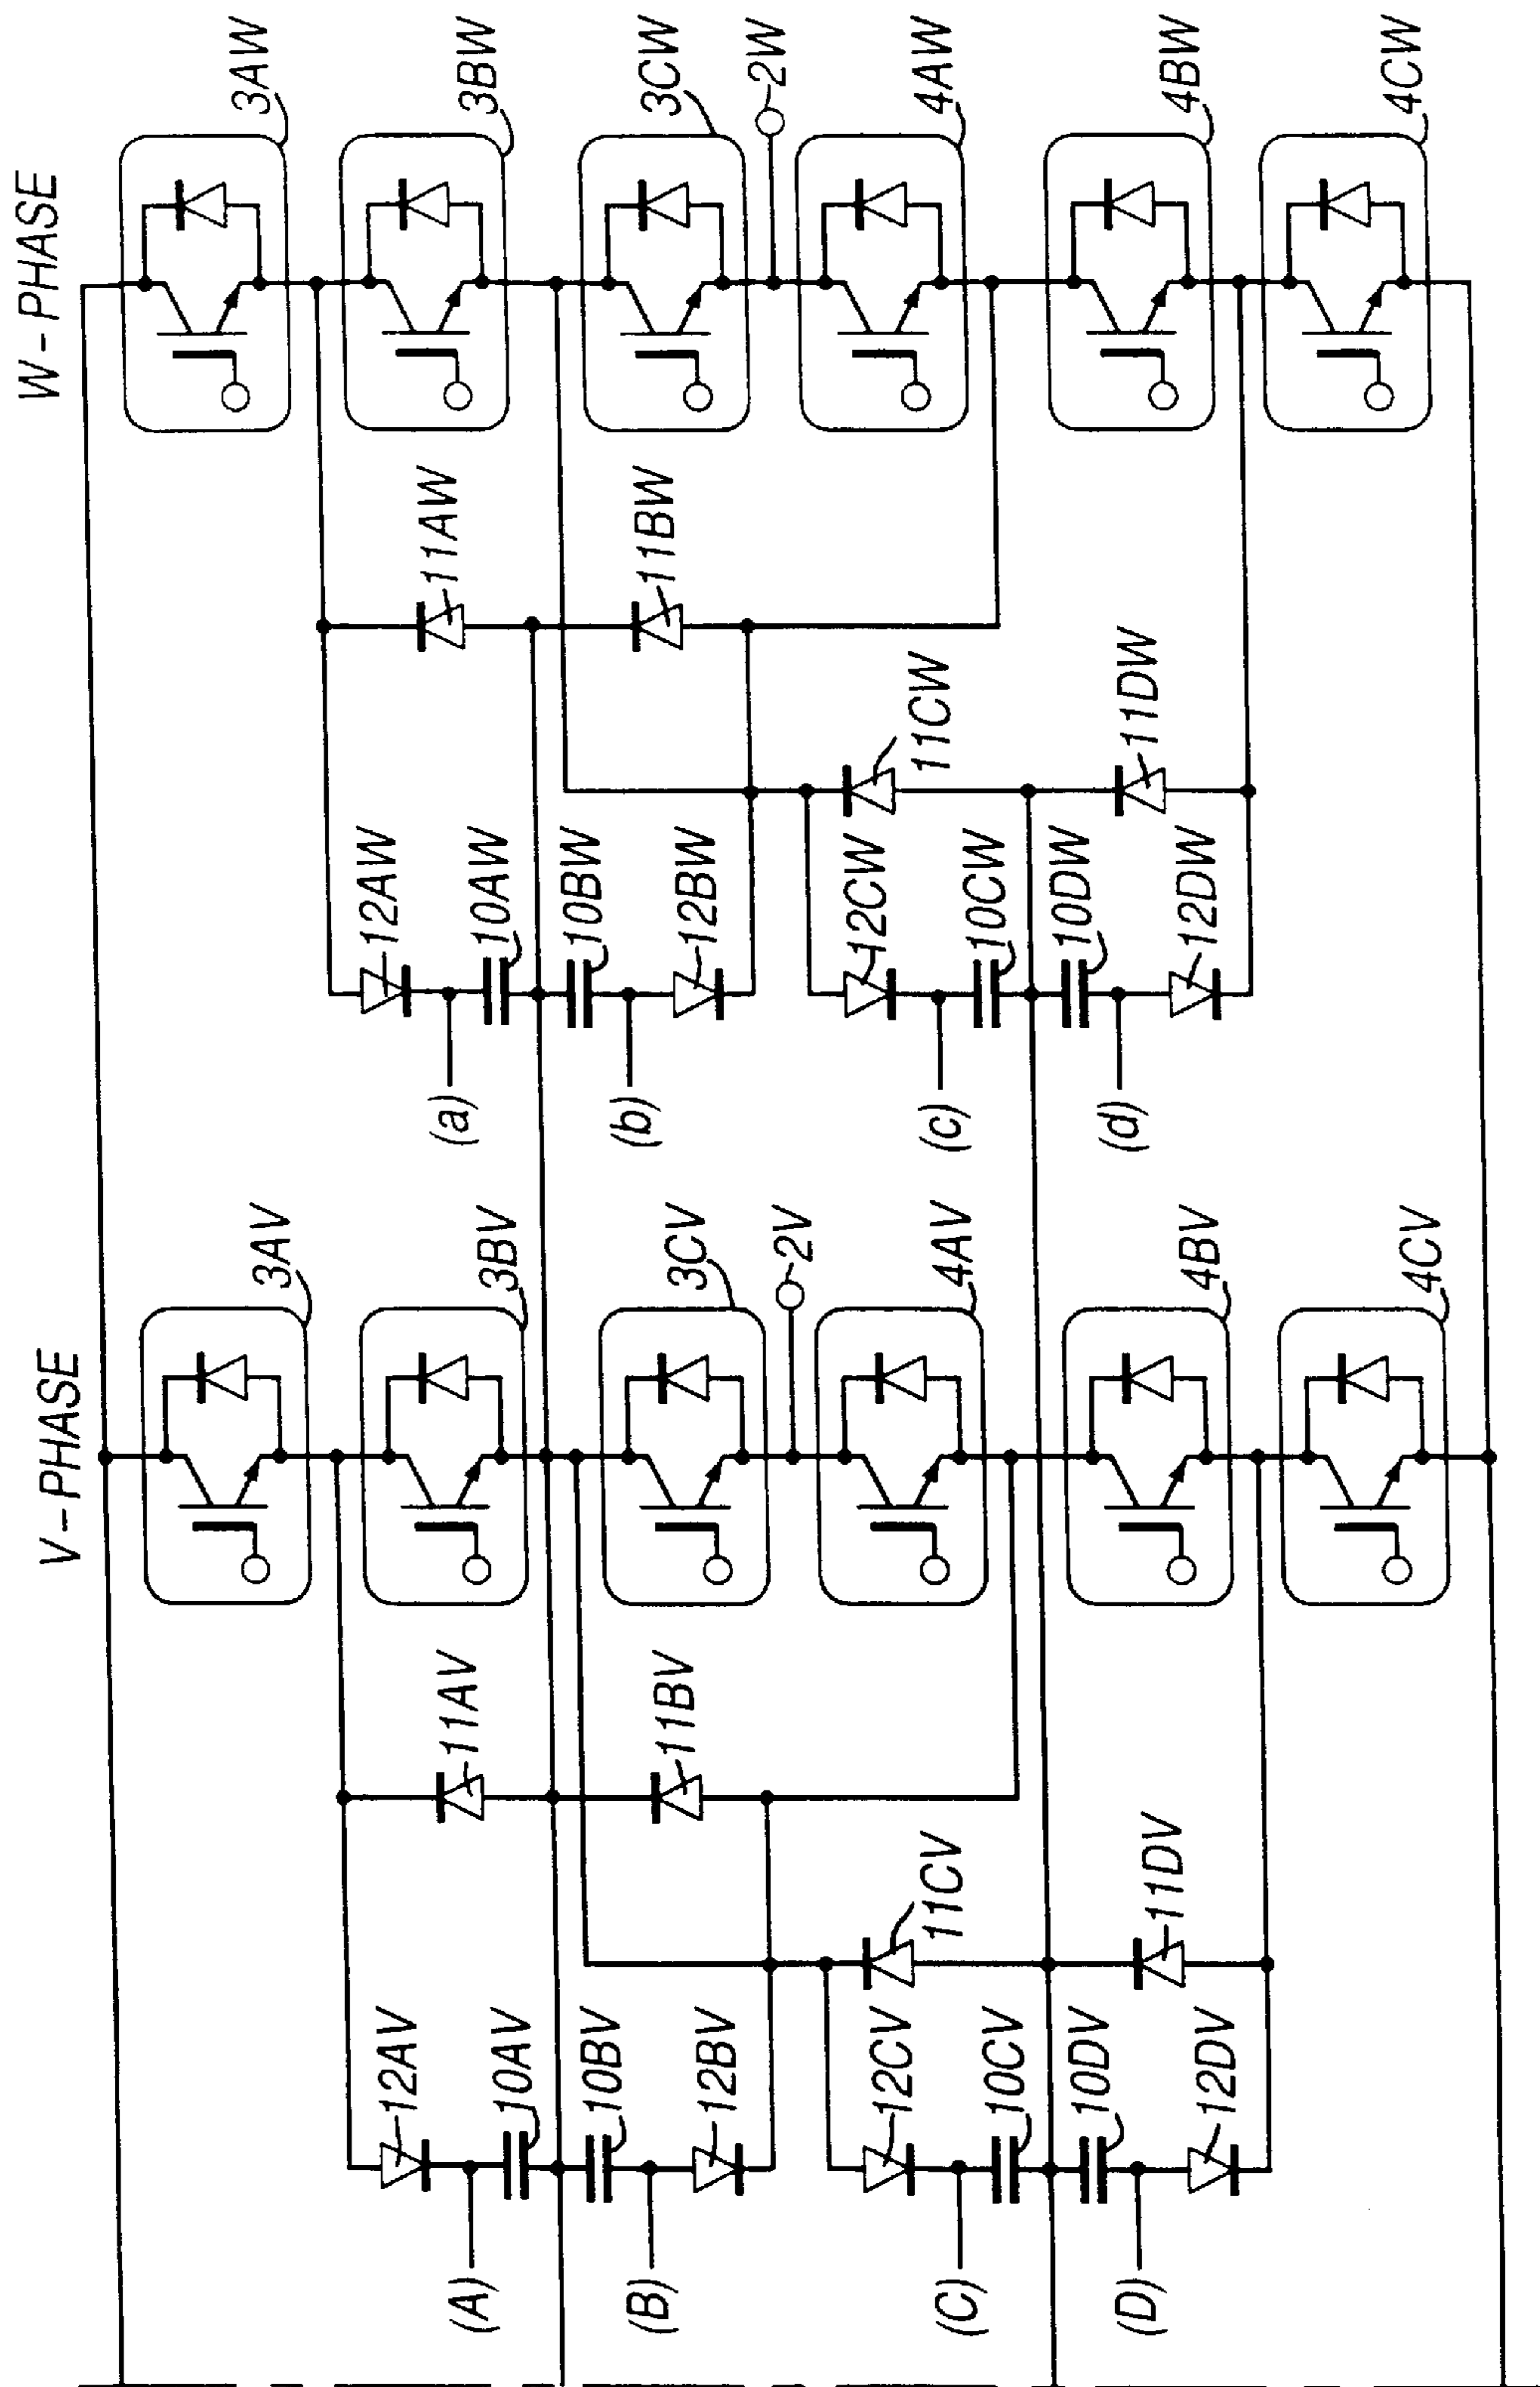 W-PHASE
3AW
3BW
3CW
2W
4AW
4BW
4CW
11AW
11BW
11CW
11DW
12AW
10AW
10BW
12BW
12CW
10CW
10DW
12DW
(a)
(b)
(c)
(d)
V-PHASE
3AV
3BV
3CV
2V
4AV
4BV
4CV
11AV
11BV
11CV
11DV
12AV
10AV
10BV
12BV
12CV
10CV
10DV
12DV
(A)
(B)
(C)
(D)